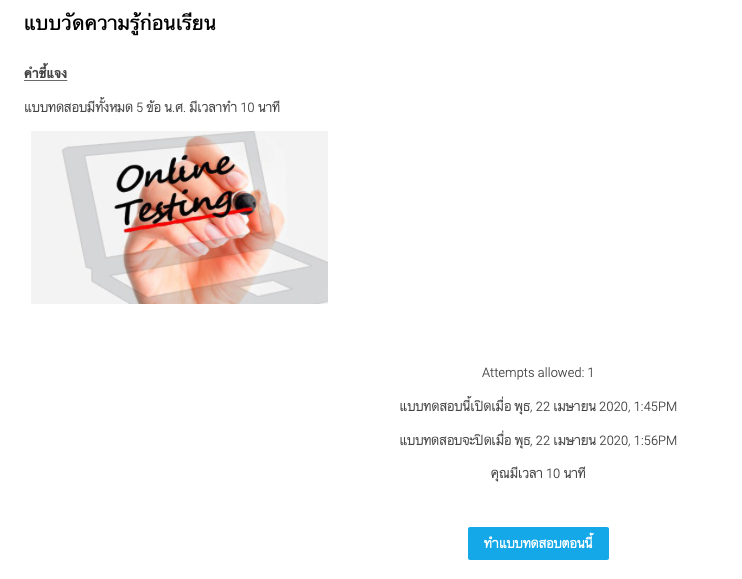 แบบวัดความรู้ก่อนเรียน
คำชี้แจง
แบบทดสอบมีทั้งหมด 5 ข้อ น.ศ. มีเวลาทำ 10 นาที
Online
Testing
Attempts allowed: 1
แบบทดสอบนี้เปิดเมื่อ พุธ, 22 เมษายน 2020, 1:45PM
แบบทดสอบจะปิดเมื่อ พุธ, 22 เมษายน 2020, 1:56PM
คุณมีเวลา 10 นาที
ทำแบบทดสอบตอนนี้